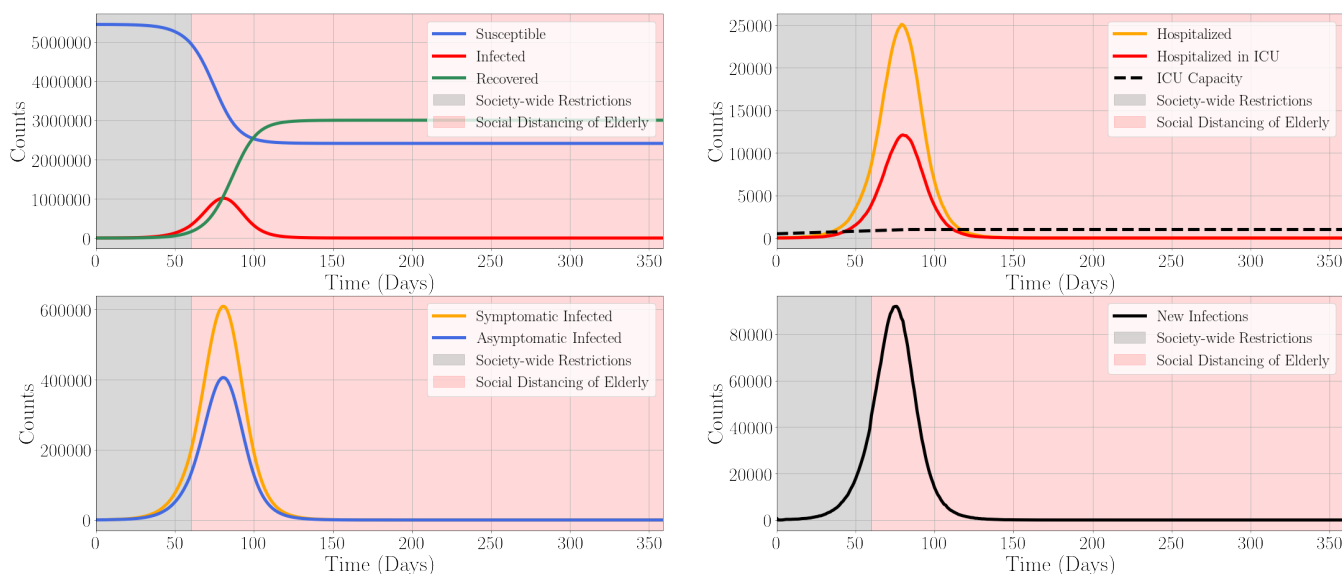 5000000
4000000
3000000
2000000
1000000
0
Counts
0 50 100 150 200 250 300 350
Time (Days)
Susceptible
Infected
Recovered
Society-wide Restrictions
Social Distancing of Elderly
25000
20000
15000
10000
5000
0
Counts
0 50 100 150 200 250 300 350
Time (Days)
Hospitalized
Hospitalized in ICU
ICU Capacity
Society-wide Restrictions
Social Distancing of Elderly
600000
400000
200000
0
Counts
0 50 100 150 200 250 300 350
Time (Days)
Symptomatic Infected
Asymptomatic Infected
Society-wide Restrictions
Social Distancing of Elderly
80000
60000
40000
20000
0
Counts
0 50 100 150 200 250 300 350
Time (Days)
New Infections
Society-wide Restrictions
Social Distancing of Elderly